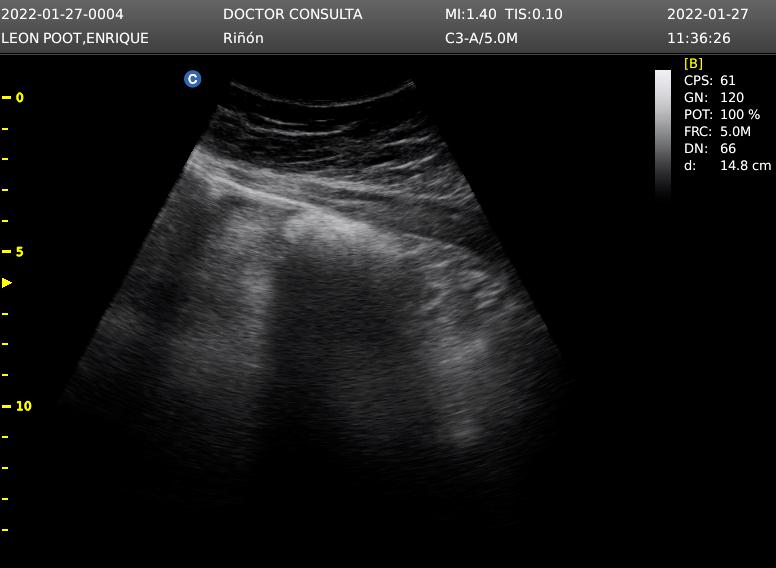 2022-01-27-0004 DOCTOR CONSULTA MI:1.40 TIS:0.10 2022-01-27
LEON POOT,ENRIQUE Riñón C3-A/5.0M 11:36:26
C
[B]
CPS: 61
GN: 120
POT: 100 %
FRC: 5.0M
DN: 66
d: 14.8 cm
0
5
10